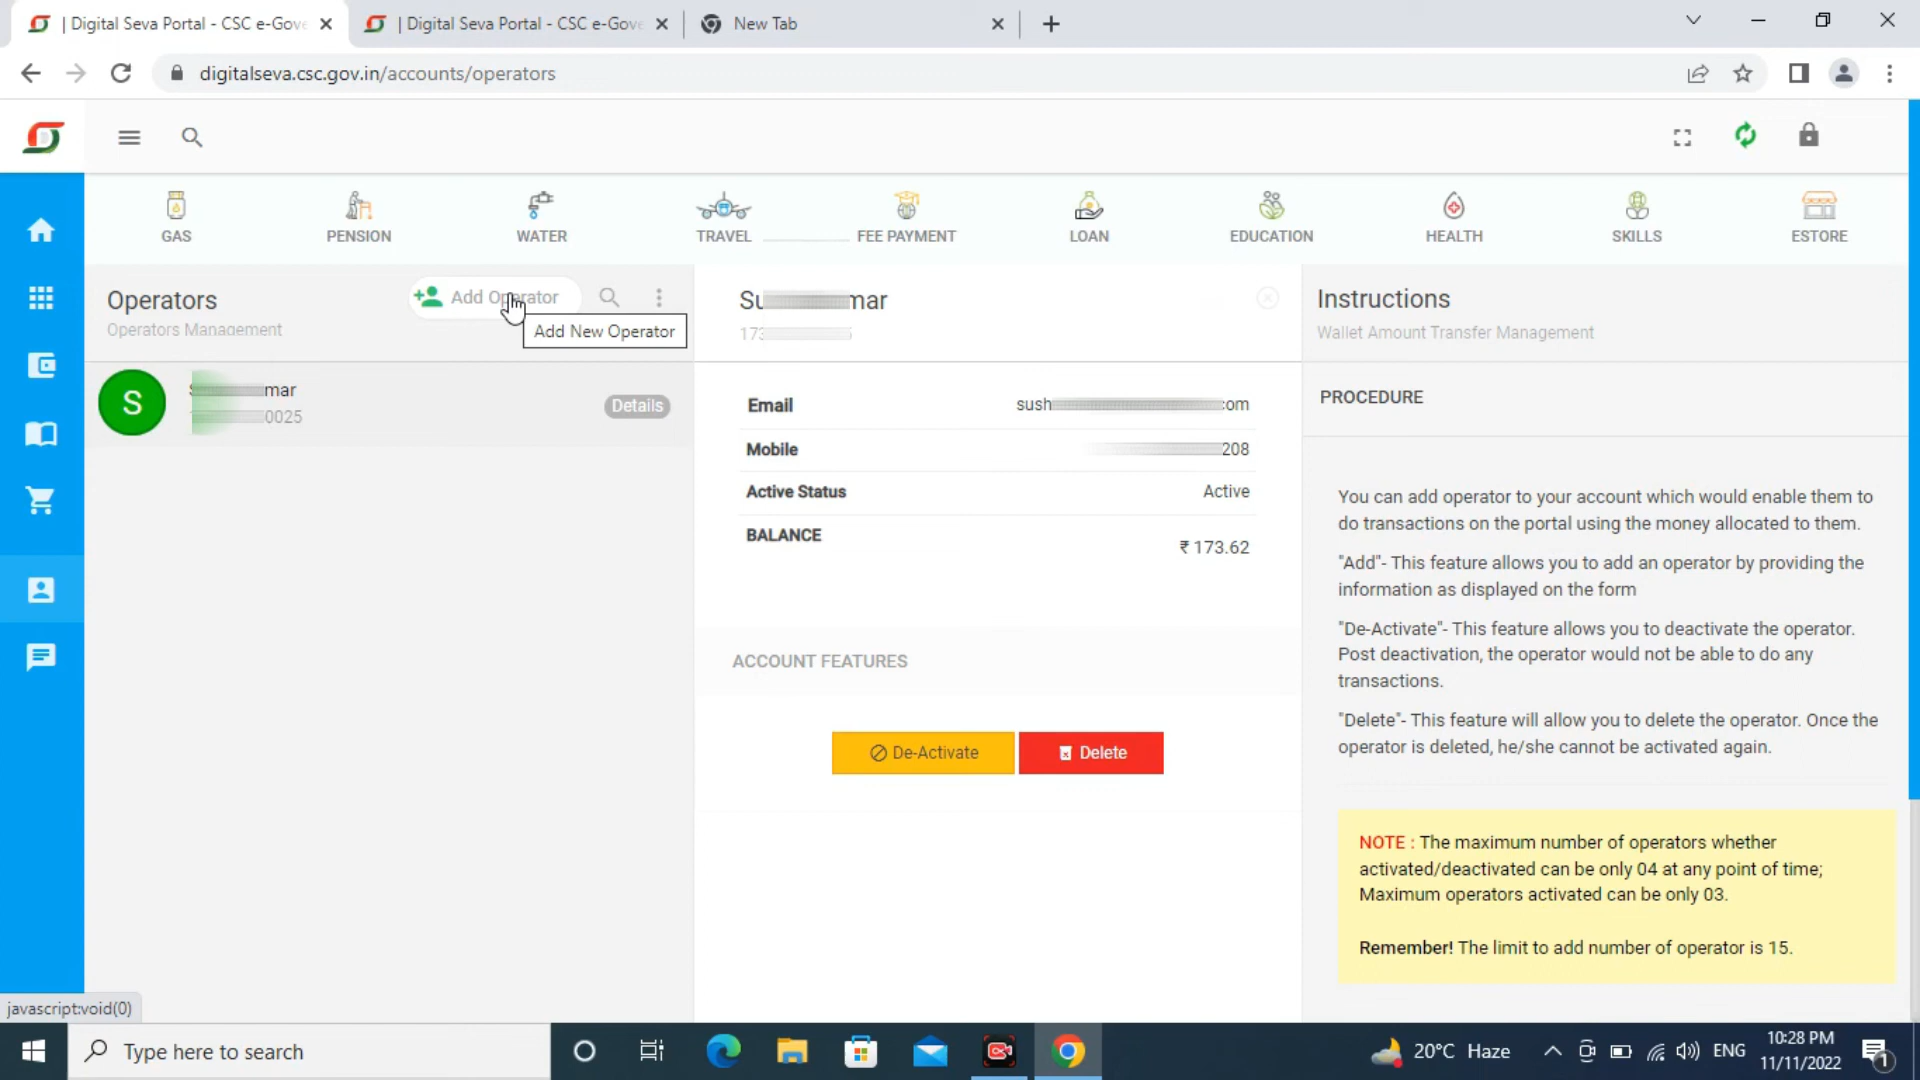 | Digital Seva Portal - CSC e-Gove
| Digital Seva Portal - CSC e-Gove
New Tab
digitalseva.csc.gov.in/accounts/operators
GAS
PENSION
WATER
TRAVEL
FEE PAYMENT
LOAN
EDUCATION
HEALTH
SKILLS
ESTORE
Operators
Operators Management
Add Operator
Add New Operator
S
mar
0025
Details
Su mar
173
Email
sush com
Mobile
208
Active Status
Active
BALANCE
₹ 173.62
ACCOUNT FEATURES
De-Activate
Delete
Instructions
Wallet Amount Transfer Management
PROCEDURE
You can add operator to your account which would enable them to
do transactions on the portal using the money allocated to them.
"Add"- This feature allows you to add an operator by providing the
information as displayed on the form
"De-Activate"- This feature allows you to deactivate the operator.
Post deactivation, the operator would not be able to do any
transactions.
"Delete"- This feature will allow you to delete the operator. Once the
operator is deleted, he/she cannot be activated again.
NOTE : The maximum number of operators whether
activated/deactivated can be only 04 at any point of time;
Maximum operators activated can be only 03.
Remember! The limit to add number of operator is 15.
javascript:void(0)
Type here to search
20°C Haze
ENG
10:28 PM
11/11/2022
1